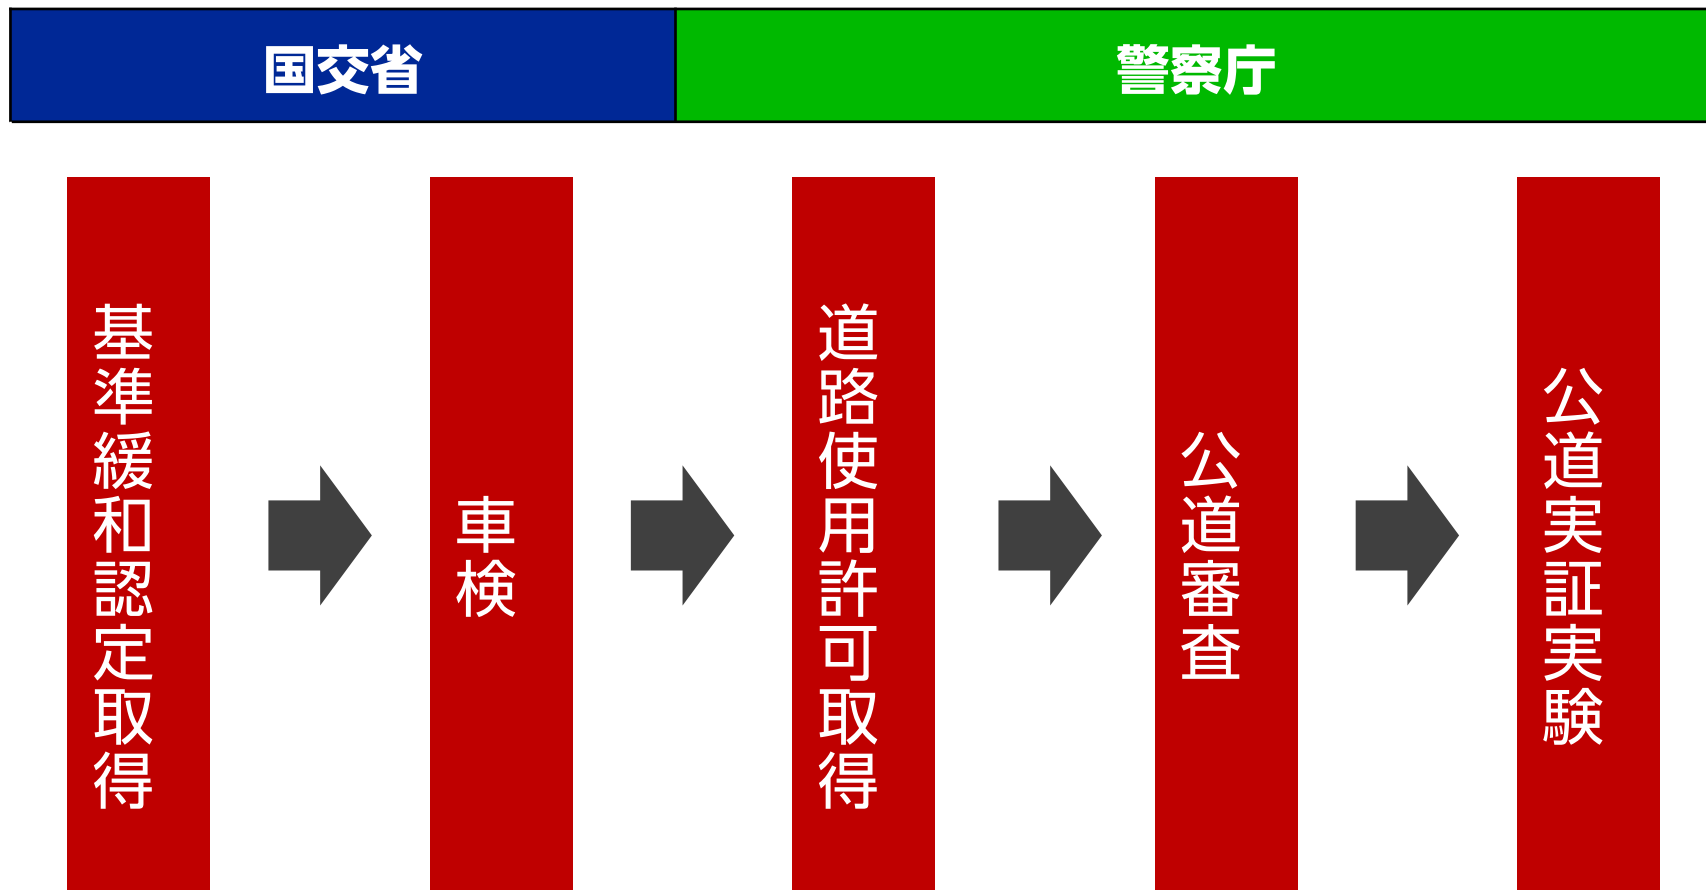 国交省
警察庁
基準緩和認定取得
車検
道路使用許可取得
公道審査
公道実証実験